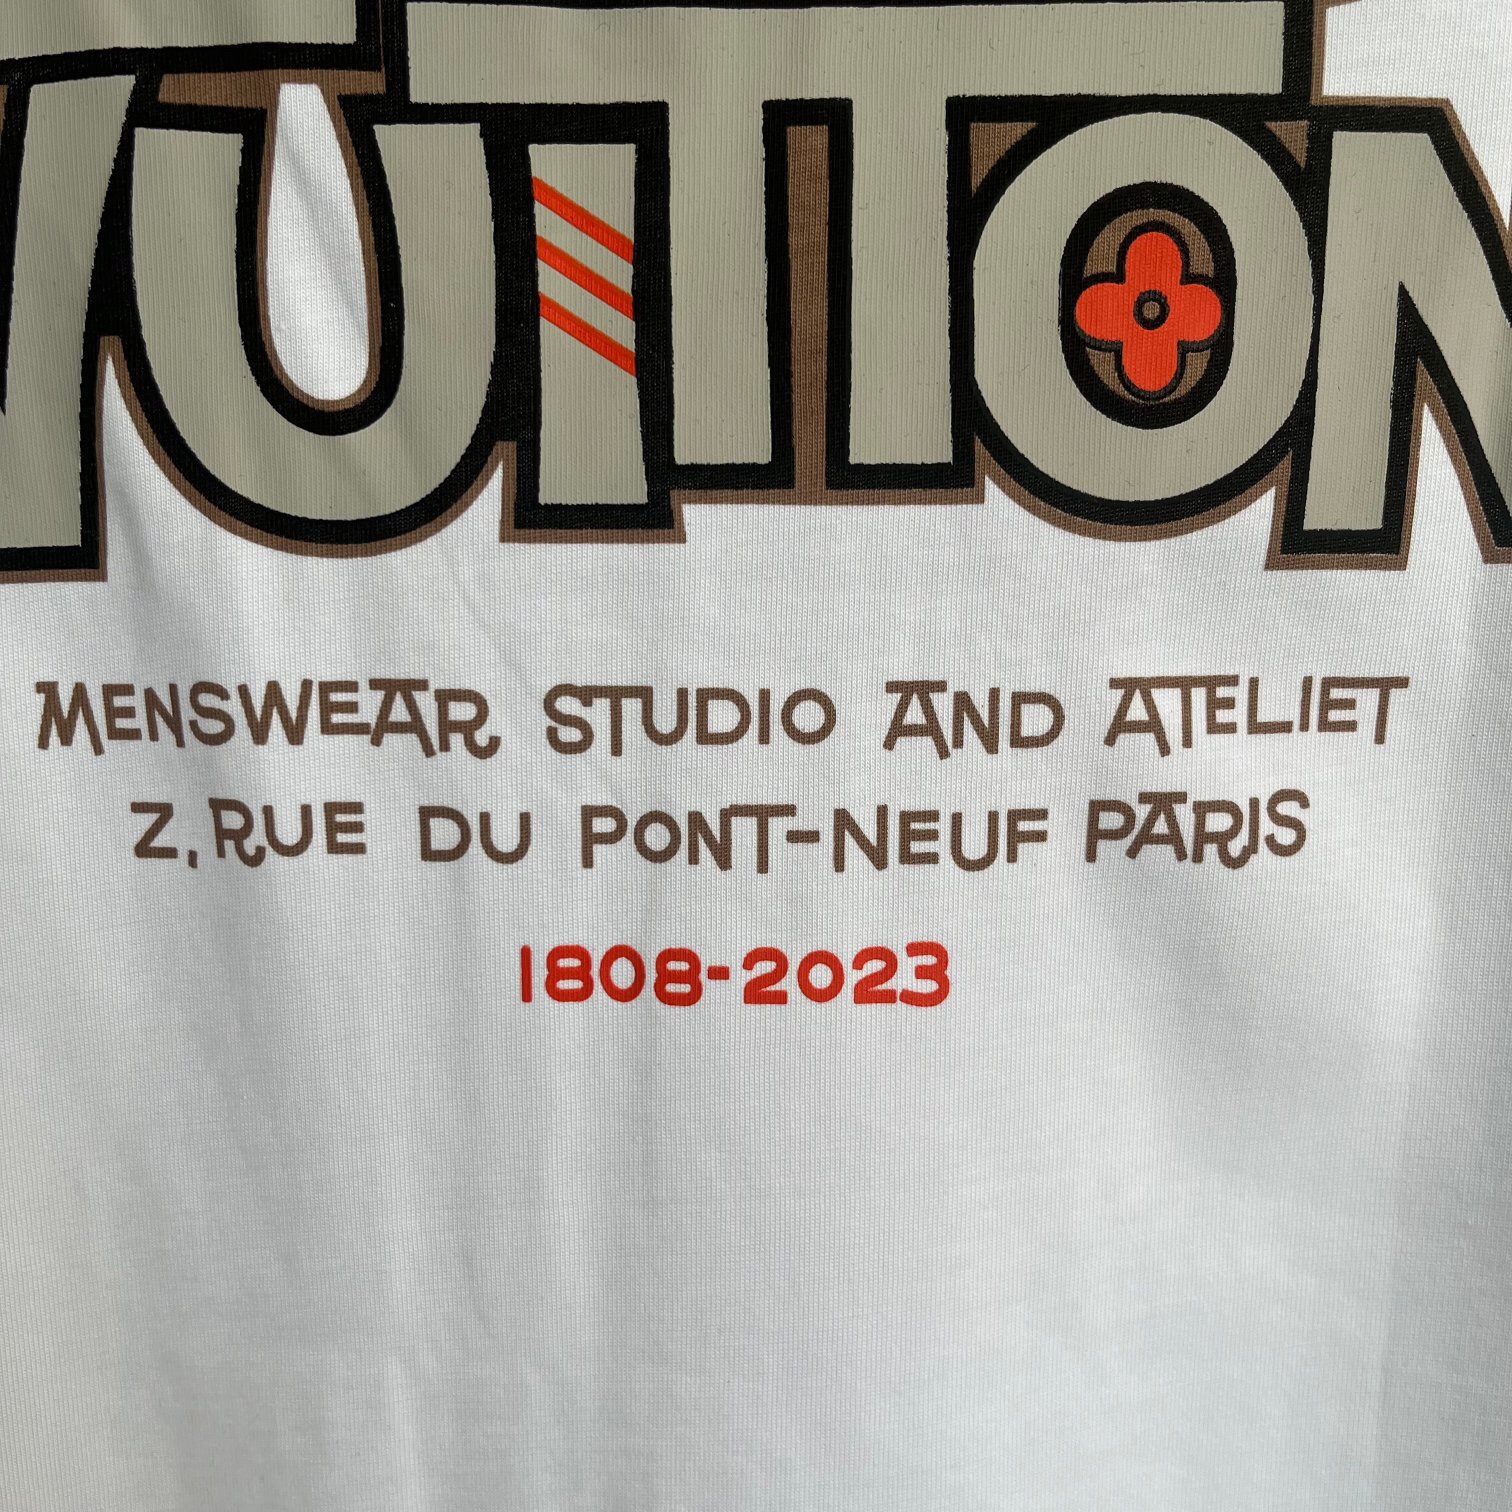 VUITTON
MENSWEAR STUDIO AND ATELIET
Z, RUE DU PONT-NEUF PARIS
1808-2023